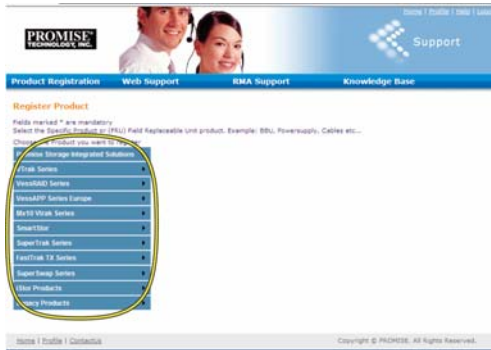 Home | Profile | Help |
PROMISE
TECHNOLOGY, INC.
Support
Product Registration Web Support RMA Support Knowledge Base
Register Product
Fields marked * are mandatory
Select the Specific Product or (FRU) Field Replaceable Unit product. Example: BBU, Powersupply, Cables etc...
Choose the Product you want to
Promise Storage Integrated Solutions
VTrak Series
VessRAID Series
VessAPP Series Europe
Mx10 Vtrak Series
SmartStor
SuperTrak Series
FastTrak TX Series
SuperSwap Series
iStor Products
Legacy Products
Home | Profile | ContactUs
Copyright © PROMISE. All Rights Reserved.